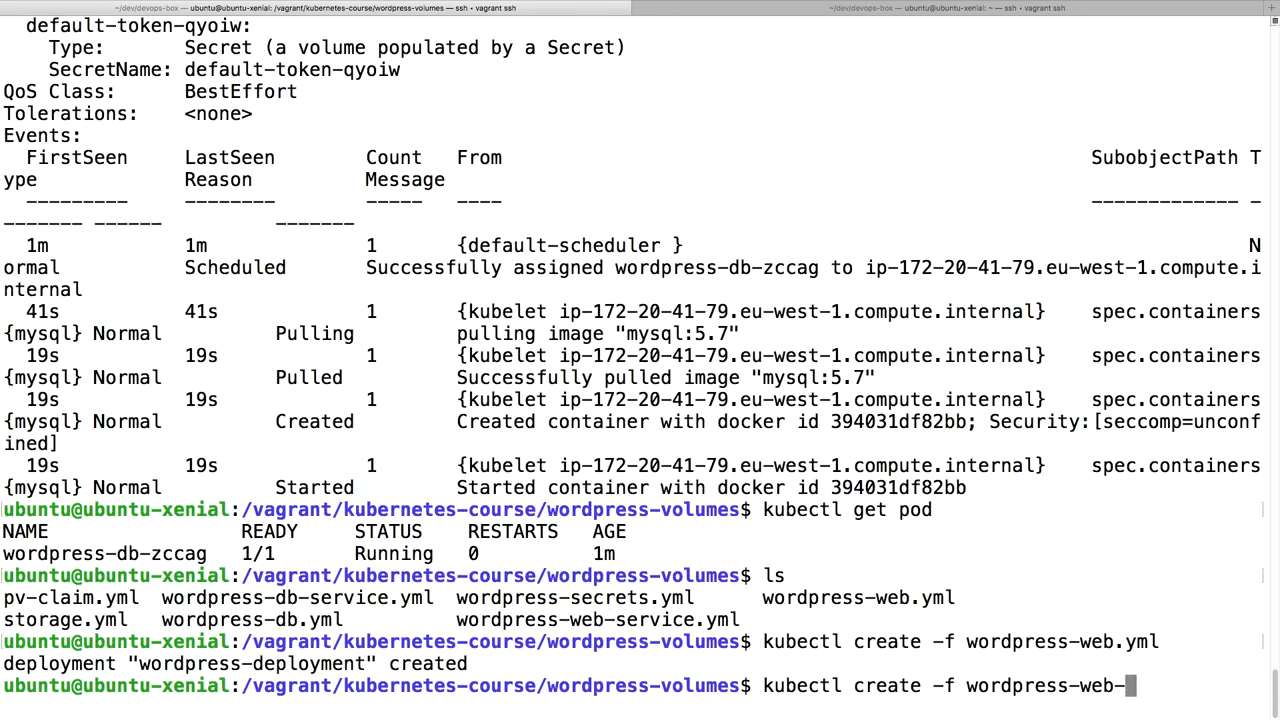 ~/dev/devops-box — ubuntu@ubuntu-xenial: /vagrant/kubernetes-course/wordpress-volumes — ssh • vagrant ssh
~/dev/devops-box — ubuntu@ubuntu-xenial: ~ — ssh • vagrant ssh
default-token-qyoiw:
Type: Secret (a volume populated by a Secret)
SecretName: default-token-qyoiw
QoS Class: BestEffort
Tolerations: <none>
Events:
FirstSeen LastSeen Count From SubobjectPath T
ype Reason Message
--------- -------- ----- ---- ------------- -
------- ------ -------
1m 1m 1 {default-scheduler } N
ormal Scheduled Successfully assigned wordpress-db-zccag to ip-172-20-41-79.eu-west-1.compute.i
nternal
41s 41s 1 {kubelet ip-172-20-41-79.eu-west-1.compute.internal} spec.containers
{mysql} Normal Pulling pulling image "mysql:5.7"
19s 19s 1 {kubelet ip-172-20-41-79.eu-west-1.compute.internal} spec.containers
{mysql} Normal Pulled Successfully pulled image "mysql:5.7"
19s 19s 1 {kubelet ip-172-20-41-79.eu-west-1.compute.internal} spec.containers
{mysql} Normal Created Created container with docker id 394031df82bb; Security:[seccomp=unconf
ined]
19s 19s 1 {kubelet ip-172-20-41-79.eu-west-1.compute.internal} spec.containers
{mysql} Normal Started Started container with docker id 394031df82bb
ubuntu@ubuntu-xenial:/vagrant/kubernetes-course/wordpress-volumes$ kubectl get pod
NAME READY STATUS RESTARTS AGE
wordpress-db-zccag 1/1 Running 0 1m
ubuntu@ubuntu-xenial:/vagrant/kubernetes-course/wordpress-volumes$ ls
pv-claim.yml wordpress-db-service.yml wordpress-secrets.yml wordpress-web.yml
storage.yml wordpress-db.yml wordpress-web-service.yml
ubuntu@ubuntu-xenial:/vagrant/kubernetes-course/wordpress-volumes$ kubectl create -f wordpress-web.yml
deployment "wordpress-deployment" created
ubuntu@ubuntu-xenial:/vagrant/kubernetes-course/wordpress-volumes$ kubectl create -f wordpress-web-